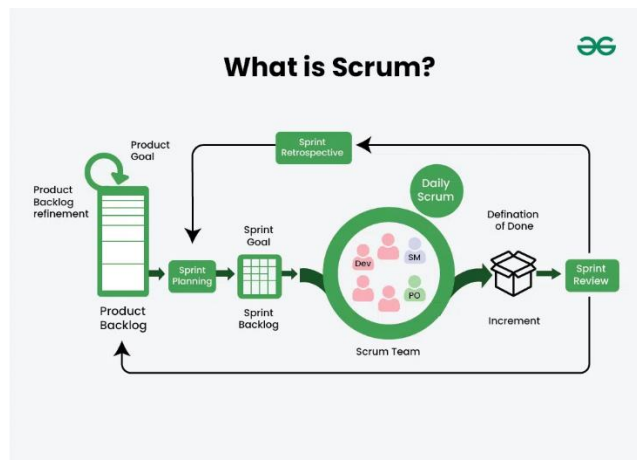 What is Scrum?
Product
Goal
Product
Backlog
refinement
Sprint
Retrospective
Daily
Scrum
Sprint
Goal
Defination
of Done
Dev
SM
PO
Sprint
Planning
Sprint
Review
Product
Backlog
Sprint
Backlog
Scrum Team
Increment